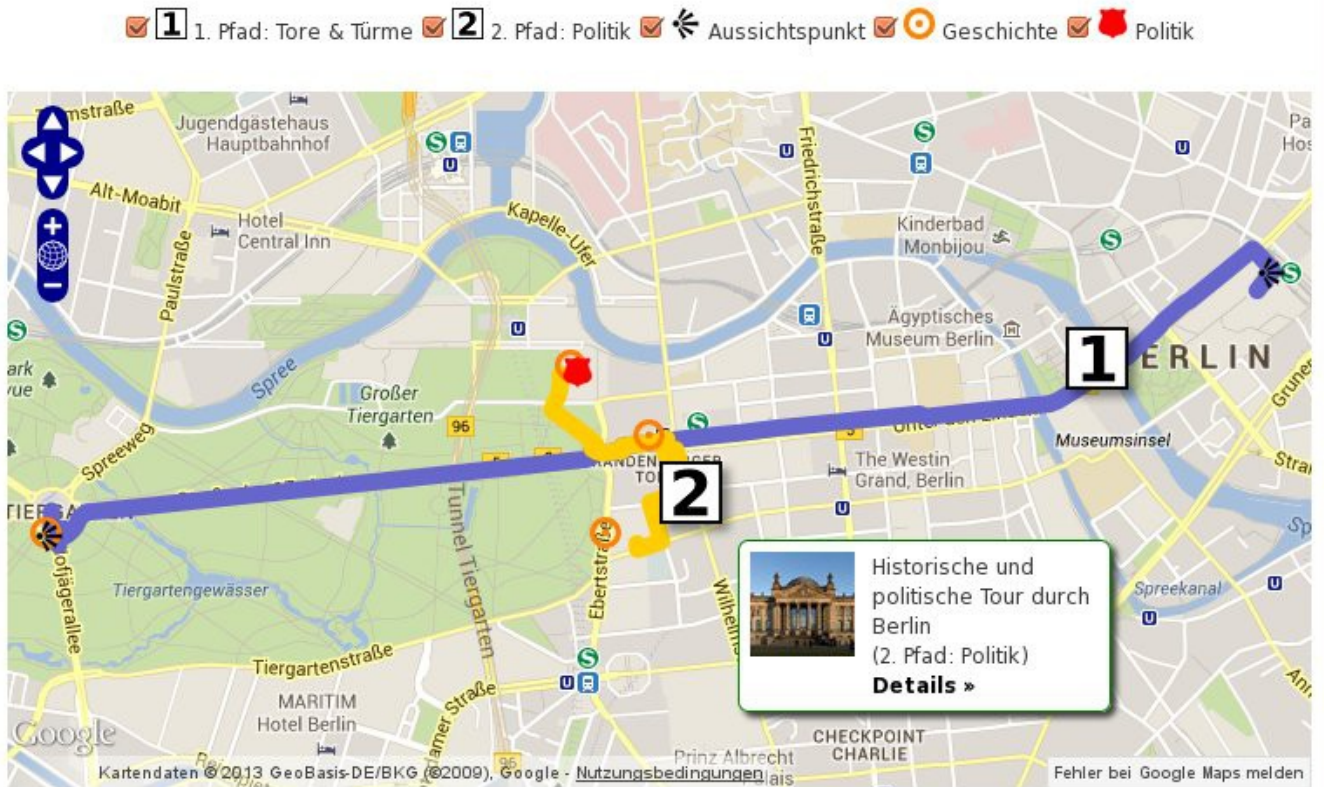 1 1. Pfad: Tore & Türme 2 2. Pfad: Politik Aussichtspunkt Geschichte Politik
Jugendgästehaus
Hauptbahnhof
S
U
Friedrichstraße
U
S
U
Alt-Moabit
Paulstraße
Hotel
Central Inn
Kapelle-Ufer
Kinderbad
Monbijou
S
S
S
Spree
U
Ägyptisches
Museum Berlin
U
1
ERLIN
Großer
Tiergarten
96
Spreeweg
S
5
Museumsinsel
2
The Westin
Grand, Berlin
U
Tunnel Tiergarten
Ebertstraße
Hofjägerallee
Tiergartengewässer
Historische und
politische Tour durch
Berlin
(2. Pfad: Politik)
Details »
Spreekanal
U
U
Tiergartenstraße
S
U
MARITIM
Hotel Berlin
Google
96
Prinz Albrecht
Palais
CHECKPOINT
CHARLIE
Kartendaten ©2013 GeoBasis-DE/BKG (©2009), Google - Nutzungsbedingungen
Fehler bei Google Maps melden